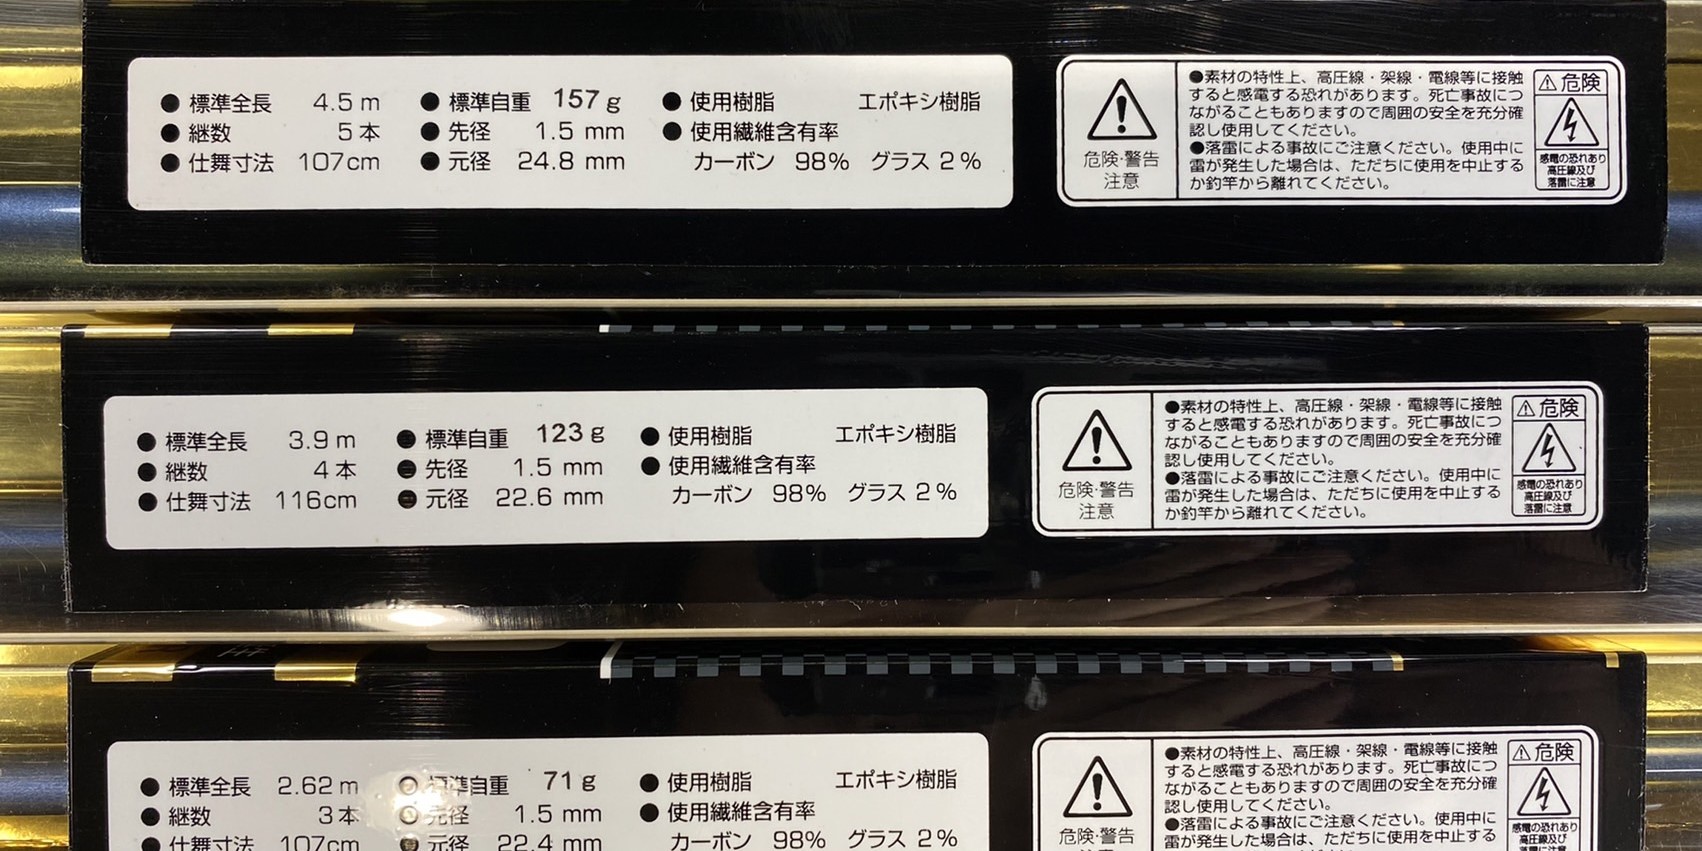 ● 標準全長 4.5 m ● 標準自重 157 g ● 使用樹脂 エポキシ樹脂
● 継数 5 本 ● 先径 1.5 mm ● 使用繊維含有率
● 仕舞寸法 107cm ● 元径 24.8 mm カーボン 98% グラス 2%
危険・警告
注意
●素材の特性上、高圧線・架線・電線等に接触
すると感電する恐れがあります。死亡事故につ
ながることもありますので周囲の安全を充分確
認し使用してください。
●落雷による事故にご注意ください。使用中に
雷が発生した場合は、ただちに使用を中止する
か釣竿から離れてください。
⚠危険
感電の恐れあり
高圧線及び
落雷に注意
● 標準全長 3.9 m ● 標準自重 123 g ● 使用樹脂 エポキシ樹脂
● 継数 4 本 ● 先径 1.5 mm ● 使用繊維含有率
● 仕舞寸法 116cm ● 元径 22.6 mm カーボン 98% グラス 2%
危険・警告
注意
●素材の特性上、高圧線・架線・電線等に接触
すると感電する恐れがあります。死亡事故につ
ながることもありますので周囲の安全を充分確
認し使用してください。
●落雷による事故にご注意ください。使用中に
雷が発生した場合は、ただちに使用を中止する
か釣竿から離れてください。
⚠危険
感電の恐れあり
高圧線及び
落雷に注意
● 標準全長 2.62 m ● 標準自重 71 g ● 使用樹脂 エポキシ樹脂
● 継数 3 本 ● 元径 1.5 mm ● 使用繊維含有率
● 仕舞寸法 107cm ● 元径 22.4 mm カーボン 98% グラス 2%
危険・警告
●素材の特性上、高圧線・架線・電線等に接触
すると感電する恐れがあります。死亡事故につ
ながることもありますので周囲の安全を充分確
認し使用してください。
●落雷による事故にご注意ください。使用中に
雷が発生した場合は、ただちに使用を中止する
⚠危険
感電の恐れあり
高圧線及び
落雷に注意